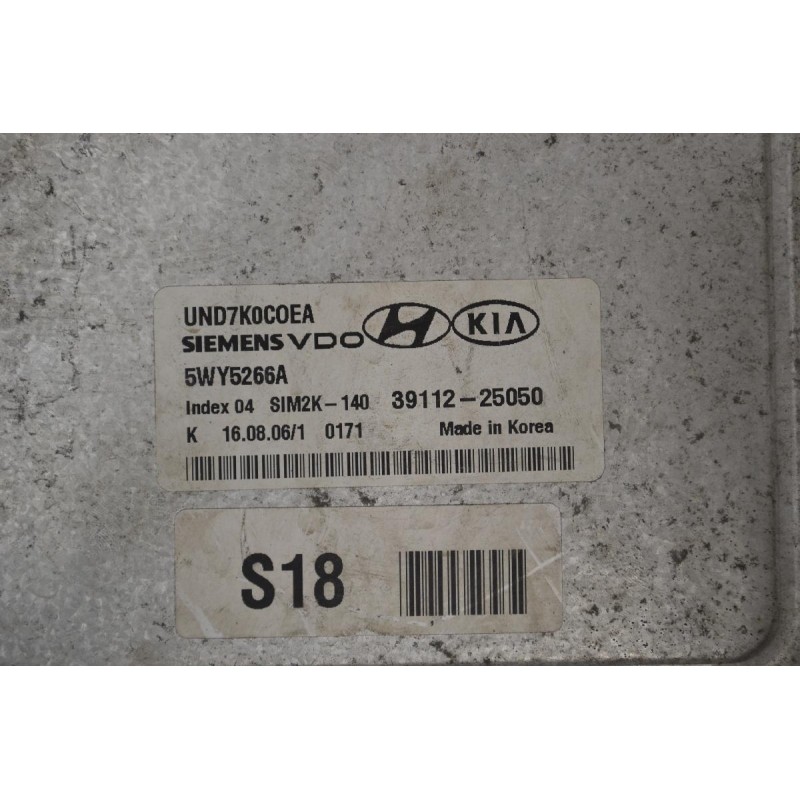 UND7K0C0EA
SIEMENS VDO H KIA
5WY5266A
Index 04 SIM2K-140 39112-25050
K 16.08.06/1 0171 Made in Korea
S18